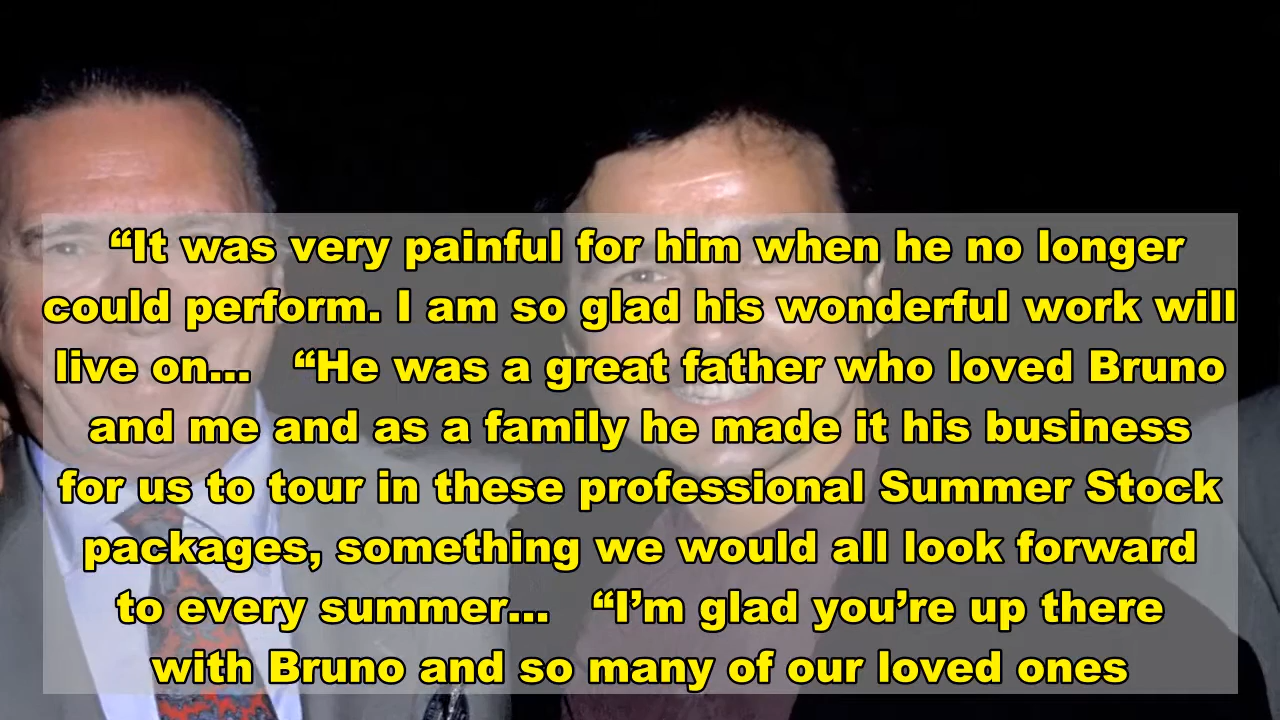 “It was very painful for him when he no longer
could perform. I am so glad his wonderful work will
live on... “He was a great father who loved Bruno
and me and as a family he made it his business
for us to tour in these professional Summer Stock
packages, something we would all look forward
to every summer... “I’m glad you’re up there
with Bruno and so many of our loved ones